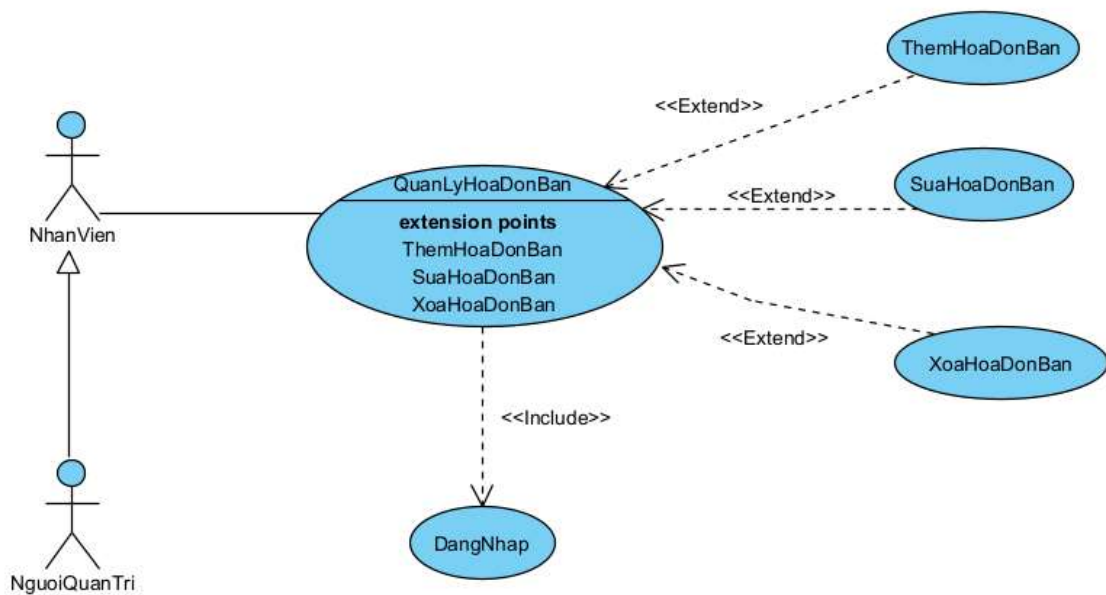 ThemHoaDonBan
<<Extend>>
QuanLyHoaDonBan
extension points
ThemHoaDonBan
SuaHoaDonBan
XoaHoaDonBan
<<Extend>>
SuaHoaDonBan
NhanVien
<<Extend>>
XoaHoaDonBan
<<Include>>
DangNhap
NguoiQuanTri